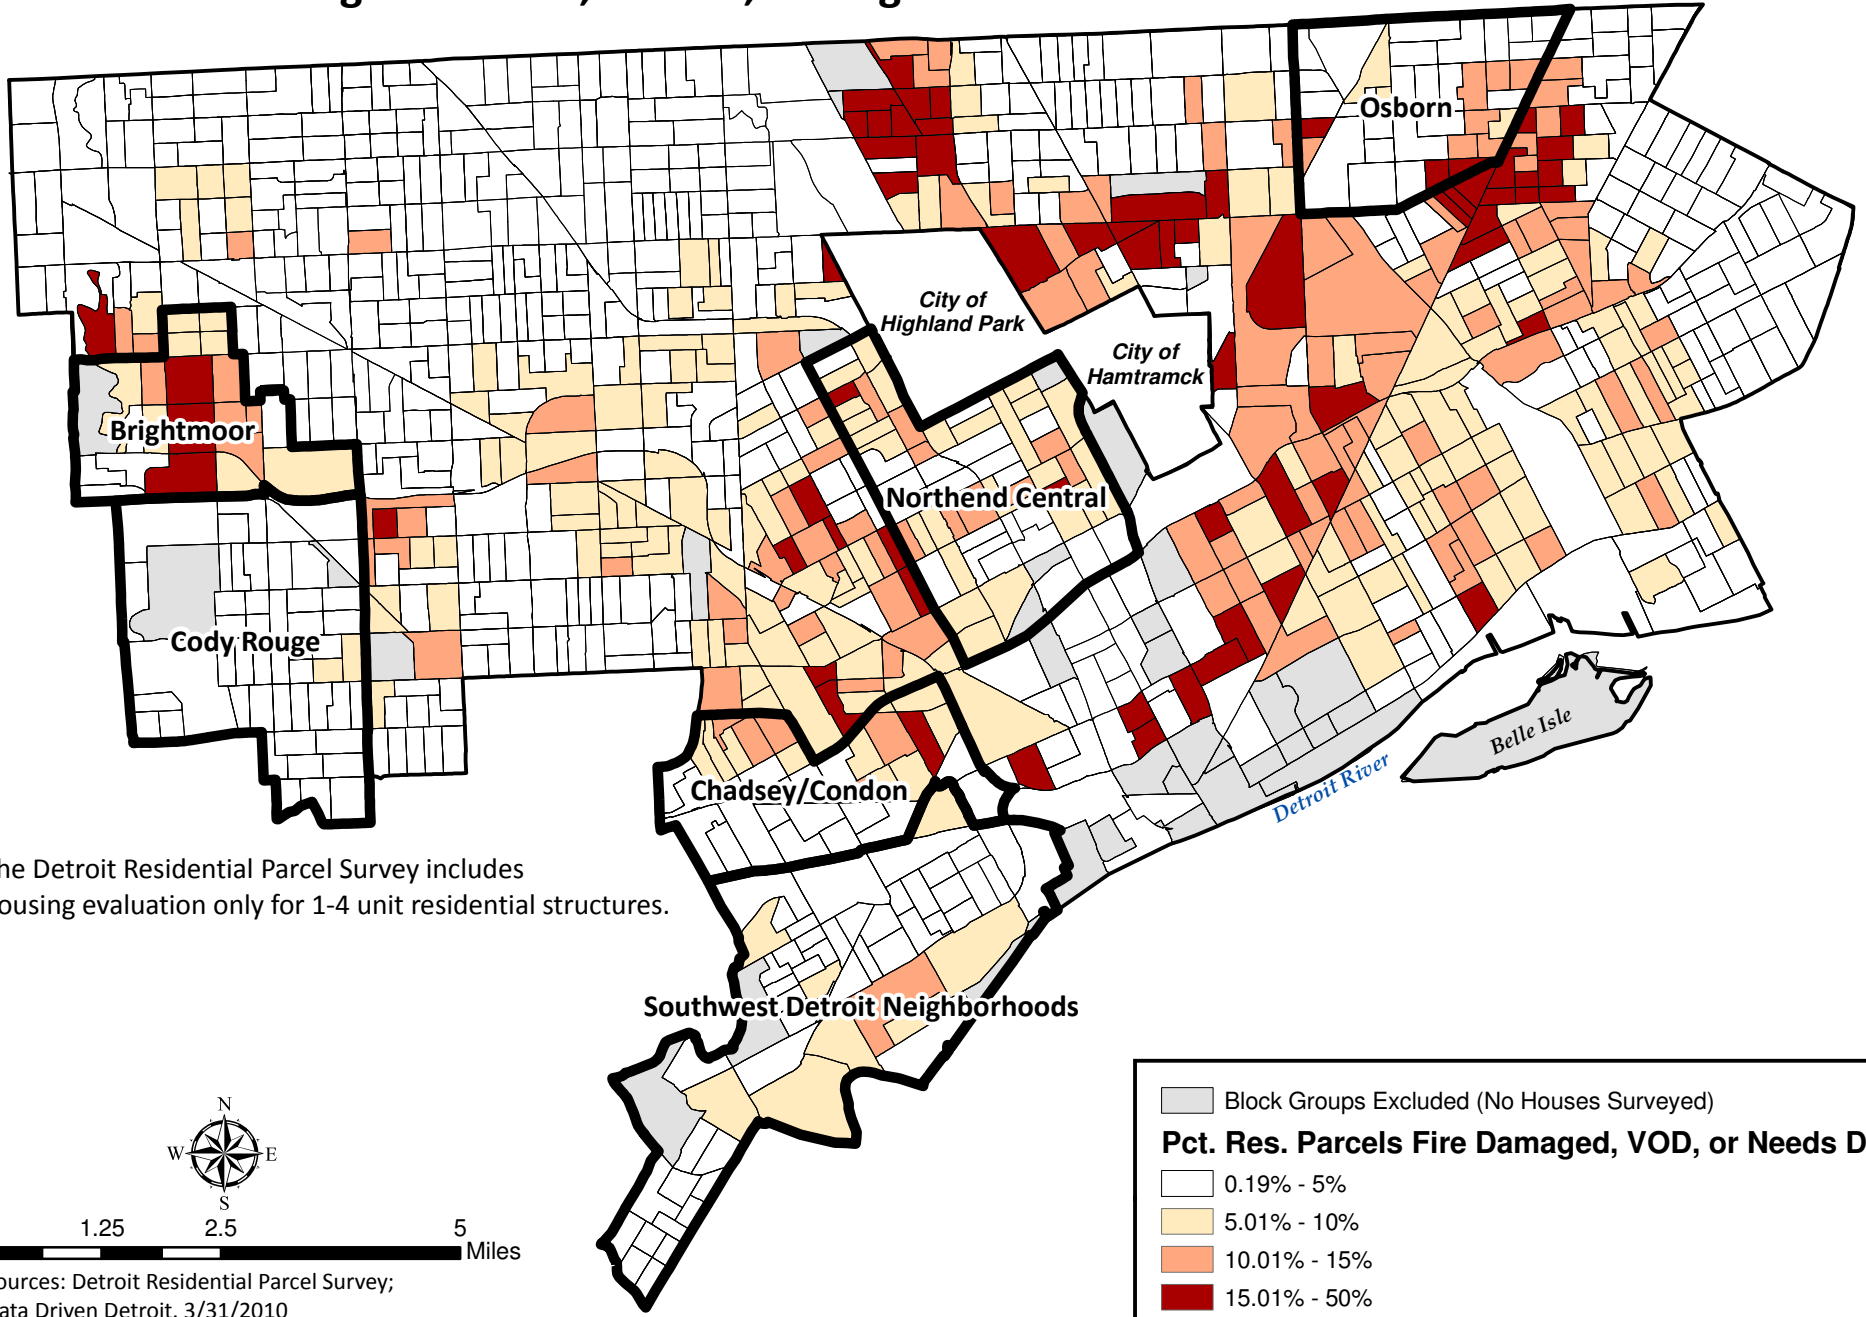 Osborn
City of
Highland Park
City of
Hamtramck
Brightmoor
Northend Central
Cody Rouge
Belle Isle
Detroit River
Chadsey/Condon
he Detroit Residential Parcel Survey includes
ousing evaluation only for 1-4 unit residential structures.
Southwest Detroit Neighborhoods
N
W E
S
1.25 2.5 5
Miles
ources: Detroit Residential Parcel Survey;
ata Driven Detroit, 3/31/2010
Block Groups Excluded (No Houses Surveyed)
Pct. Res. Parcels Fire Damaged, VOD, or Needs D
0.19% - 5%
5.01% - 10%
10.01% - 15%
15.01% - 50%